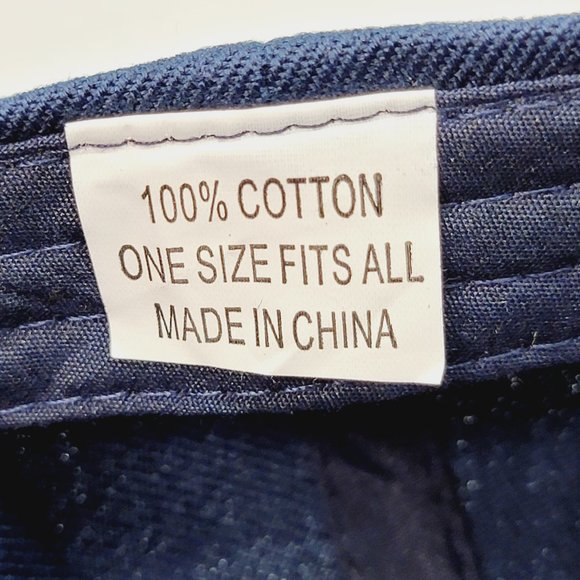 100% COTTON
ONE SIZE FITS ALL
MADE IN CHINA